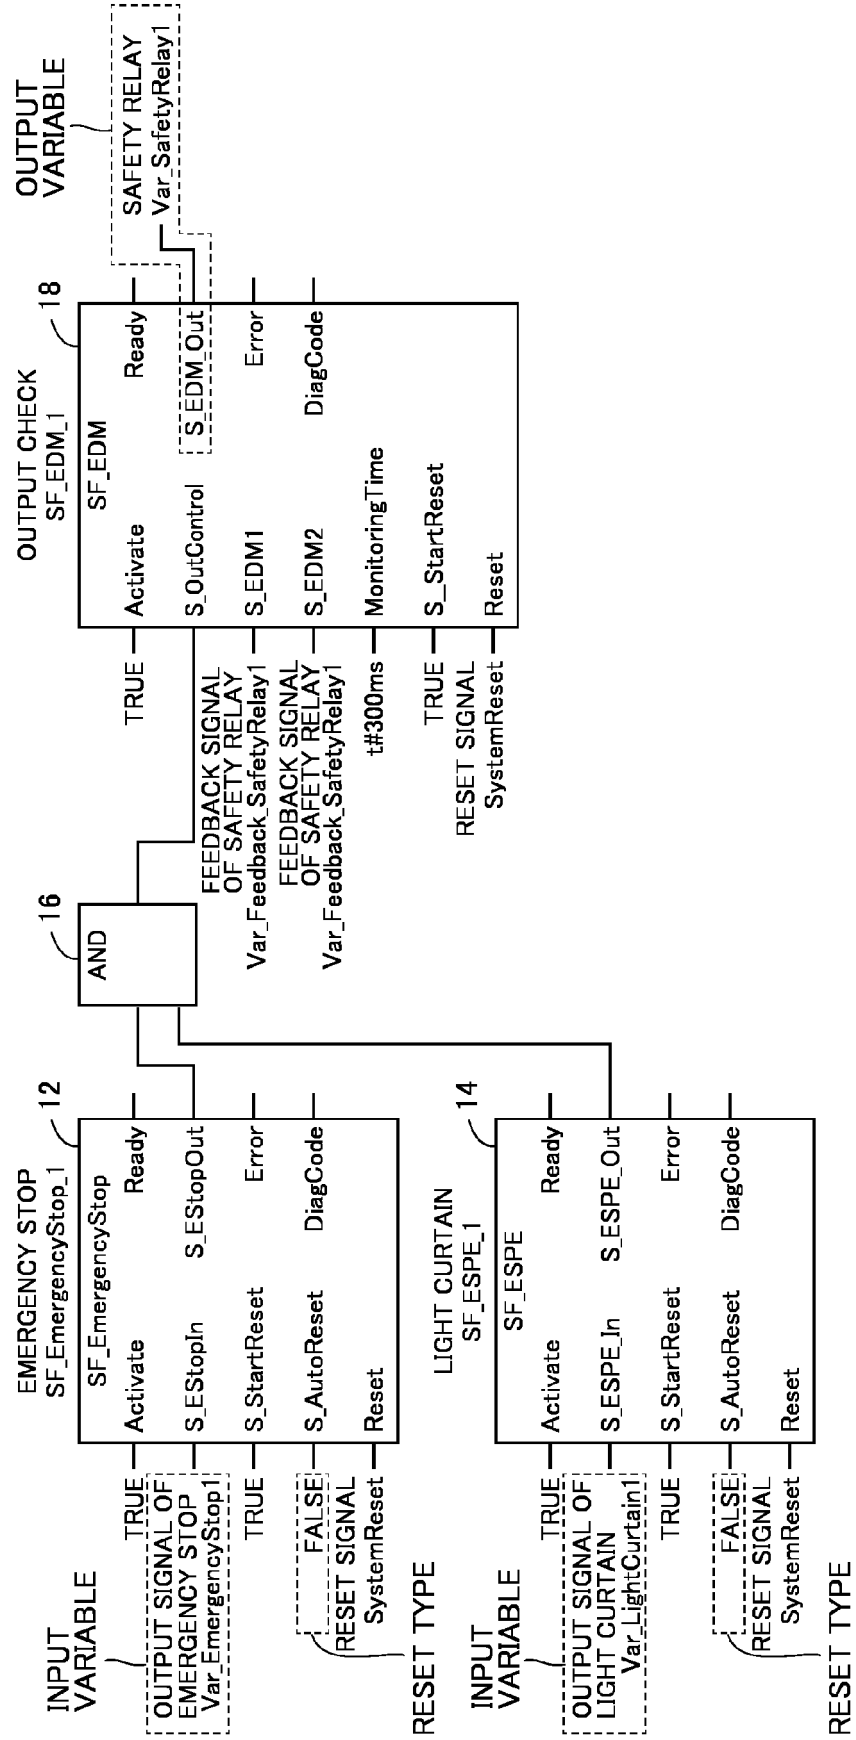 EMERGENCY STOP
SF_EmergencyStop_1
12
SF_EmergencyStop
INPUT
VARIABLE
TRUE
Activate
Ready
OUTPUT SIGNAL OF
EMERGENCY STOP
Var_EmergencyStop1
S_EStopIn
S_EStopOut
TRUE
S_StartReset
Error
FALSE
S_AutoReset
DiagCode
RESET SIGNAL
SystemReset
Reset
RESET TYPE
16
AND
OUTPUT CHECK
SF_EDM_1
18
SF_EDM
TRUE
Activate
Ready
S_OutControl
S_EDM_Out
FEEDBACK SIGNAL
OF SAFETY RELAY
Var_Feedback_SafetyRelay1
S_EDM1
Error
FEEDBACK SIGNAL
OF SAFETY RELAY
Var_Feedback_SafetyRelay1
S_EDM2
DiagCode
t#300ms
MonitoringTime
TRUE
S_StartReset
RESET SIGNAL
SystemReset
Reset
OUTPUT
VARIABLE
SAFETY RELAY
Var_SafetyRelay1
LIGHT CURTAIN
SF_ESPE_1
14
SF_ESPE
INPUT
VARIABLE
TRUE
Activate
Ready
OUTPUT SIGNAL OF
LIGHT CURTAIN
Var_LightCurtain1
S_ESPE_In
S_ESPE_Out
TRUE
S_StartReset
Error
FALSE
S_AutoReset
DiagCode
RESET SIGNAL
SystemReset
Reset
RESET TYPE